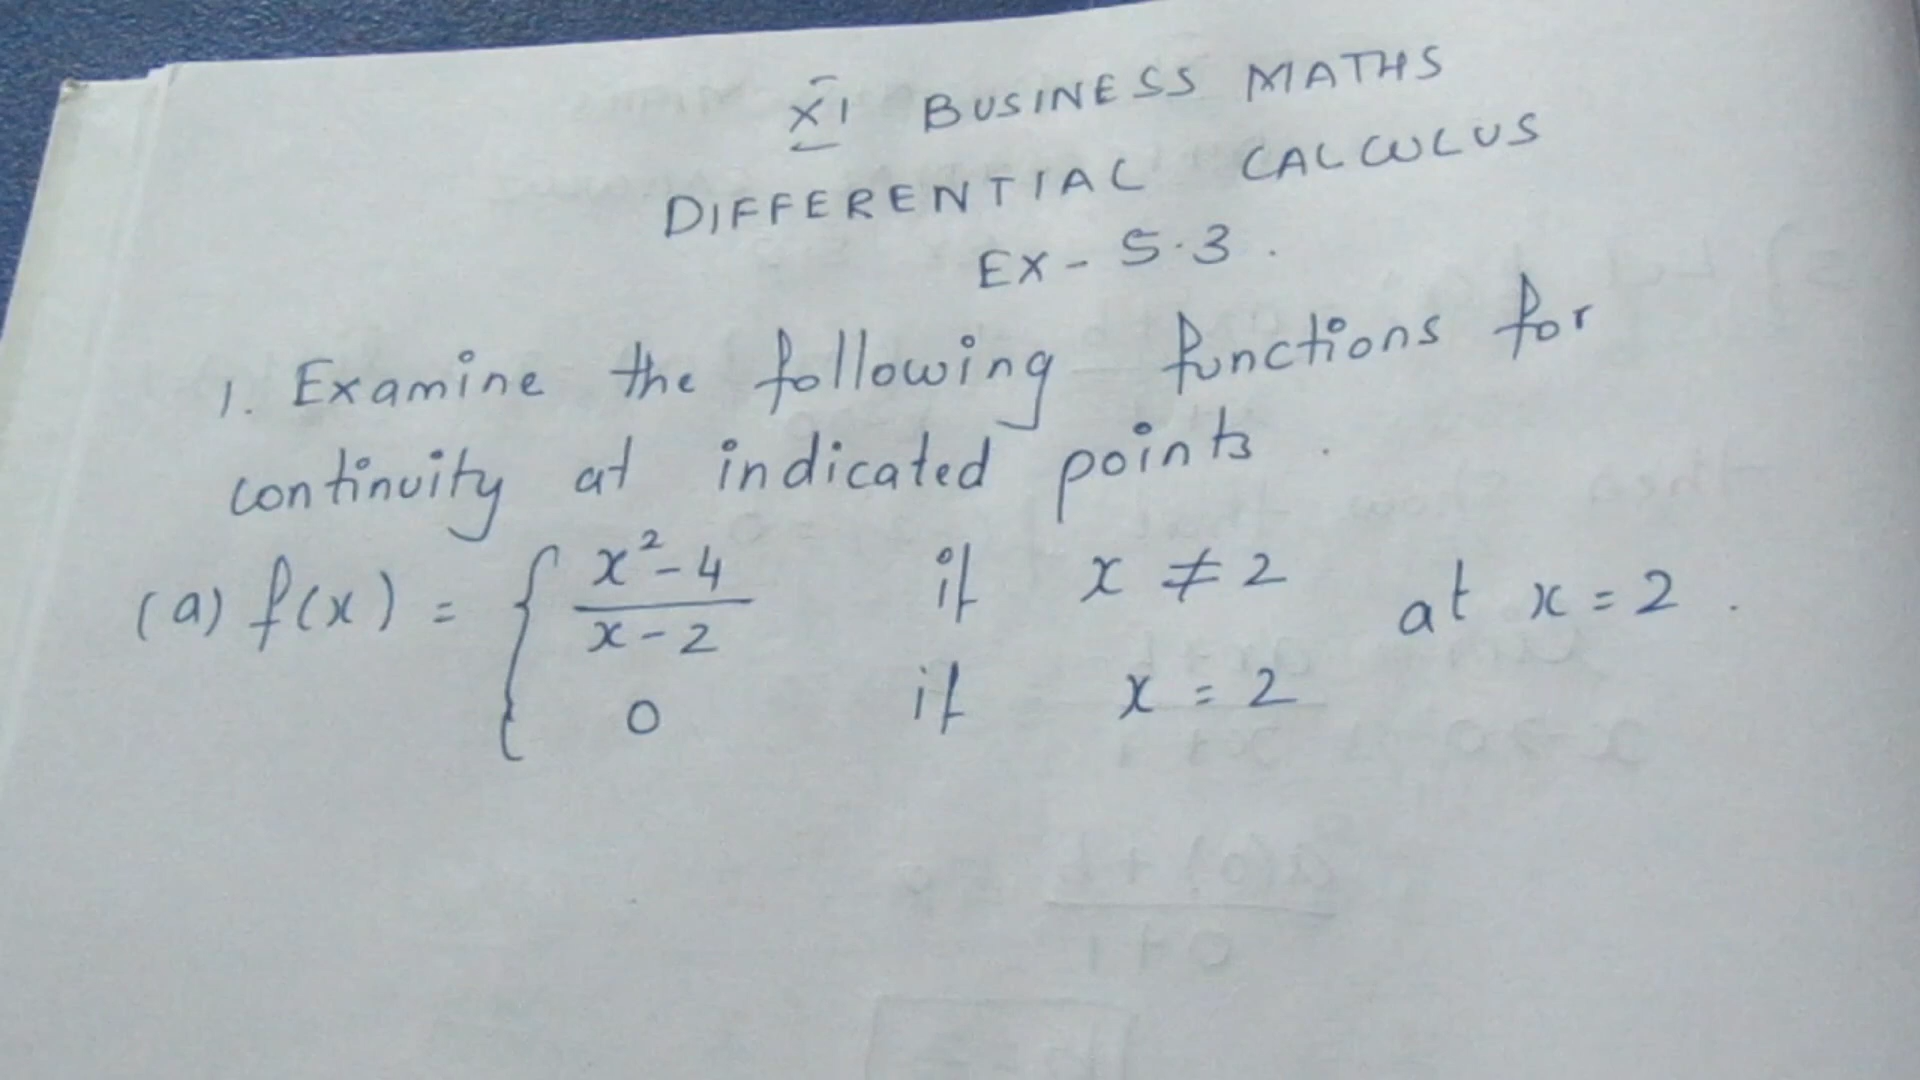 XI BUSINESS MATHS
DIFFERENTIAL CALCULUS
EX - 5.3.
1. Examine the following functions for
continuity at indicated points.
(a) f(x) = { x² - 4 / x - 2 if x ≠ 2 at x = 2.
0 if x = 2